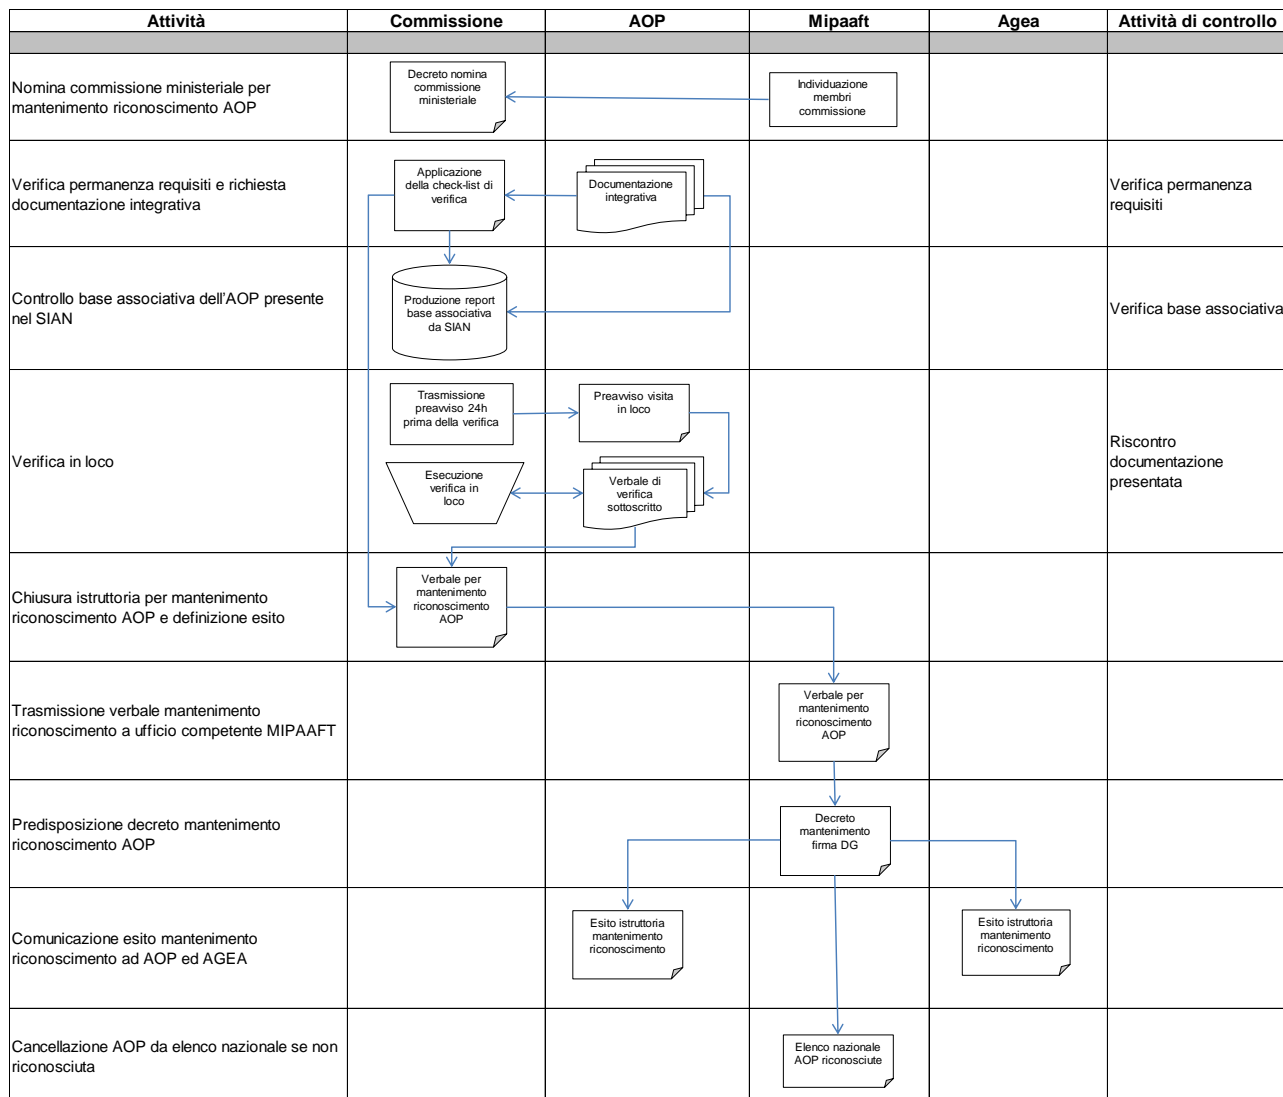 Attività
Commissione
AOP
Mipaaft
Agea
Attività di controllo
Nomina commissione ministeriale per
mantenimento riconoscimento AOP
Decreto nomina
commissione
ministeriale
Individuazione
membri
commissione
Verifica permanenza requisiti e richiesta
documentazione integrativa
Applicazione
della check-list di
verifica
Documentazione
integrativa
Verifica permanenza
requisiti
Controllo base associativa dell'AOP presente
nel SIAN
Produzione report
base associativa
da SIAN
Verifica base associativa
Verifica in loco
Trasmissione
preavviso 24h
prima della verifica
Preavviso visita
in loco
Esecuzione
verifica in
loco
Verbale di
verifica
sottoscritto
Riscontro
documentazione
presentata
Chiusura istruttoria per mantenimento
riconoscimento AOP e definizione esito
Verbale per
mantenimento
riconoscimento
AOP
Trasmissione verbale mantenimento
riconoscimento a ufficio competente MIPAAFT
Verbale per
mantenimento
riconoscimento
AOP
Predisposizione decreto mantenimento
riconoscimento AOP
Decreto
mantenimento
firma DG
Comunicazione esito mantenimento
riconoscimento ad AOP ed AGEA
Esito istruttoria
mantenimento
riconoscimento
Esito istruttoria
mantenimento
riconoscimento
Cancellazione AOP da elenco nazionale se non
riconosciuta
Elenco nazionale
AOP riconosciute